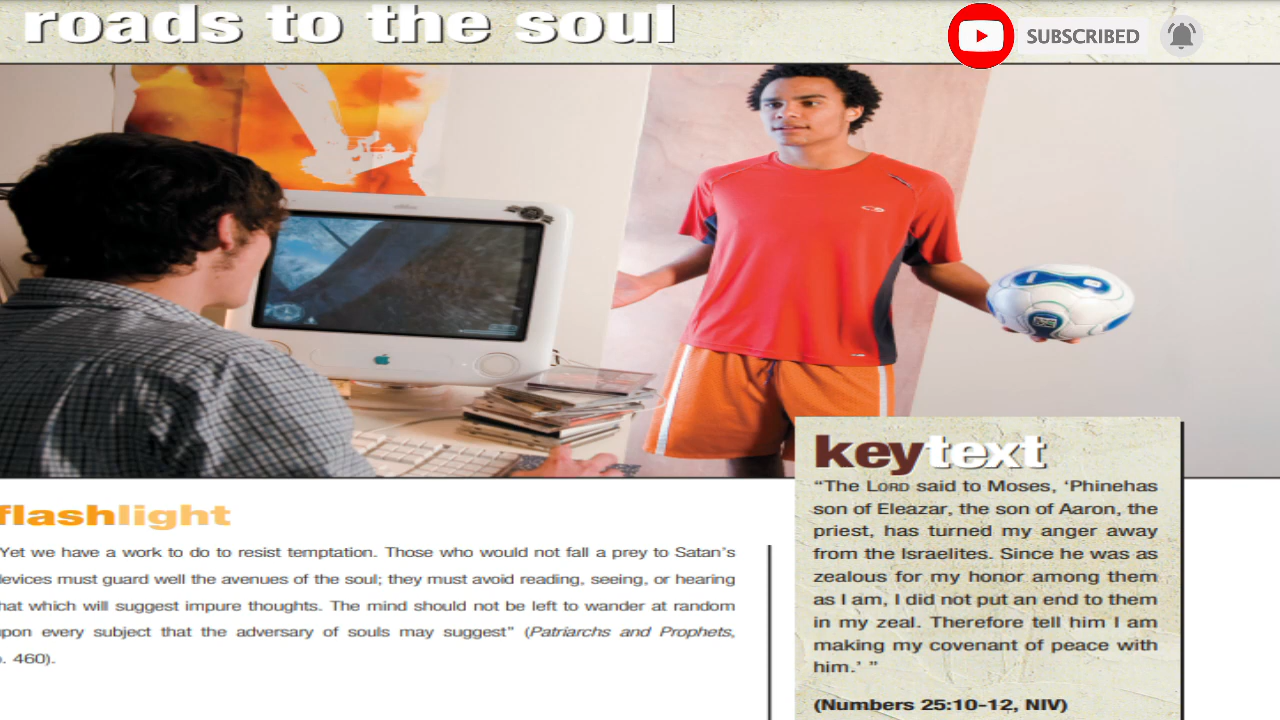 roads to the soul
SUBSCRIBED
keytext
“The LORD said to Moses, ‘Phinehas
son of Eleazar, the son of Aaron, the
priest, has turned my anger away
from the Israelites. Since he was as
zealous for my honor among them
as I am, I did not put an end to them
in my zeal. Therefore tell him I am
making my covenant of peace with
him.’ ”
(Numbers 25:10-12, NIV)
flashlight
Yet we have a work to do to resist temptation. Those who would not fall a prey to Satan’s
devices must guard well the avenues of the soul; they must avoid reading, seeing, or hearing
that which will suggest impure thoughts. The mind should not be left to wander at random
upon every subject that the adversary of souls may suggest” (Patriarchs and Prophets,
p. 460).